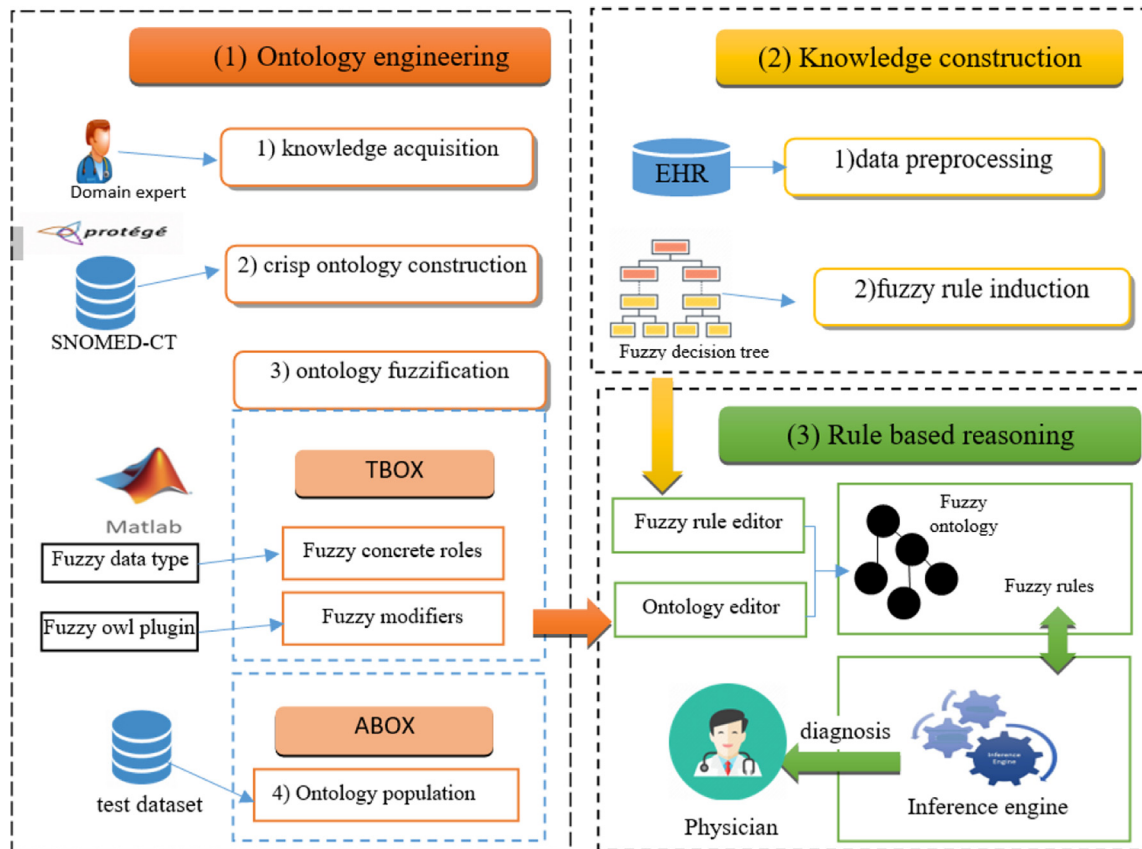 (1) Ontology engineering
1) knowledge acquisition
Domain expert
protégé
2) crisp ontology construction
SNOMED-CT
3) ontology fuzzification
TBOX
Matlab
Fuzzy data type
Fuzzy concrete roles
Fuzzy owl plugin
Fuzzy modifiers
ABOX
test dataset
4) Ontology population
(2) Knowledge construction
EHR
1)data preprocessing
2)fuzzy rule induction
Fuzzy decision tree
(3) Rule based reasoning
Fuzzy rule editor
Ontology editor
Fuzzy
ontology
Fuzzy rules
diagnosis
Physician
Inference
Engine
Inference engine